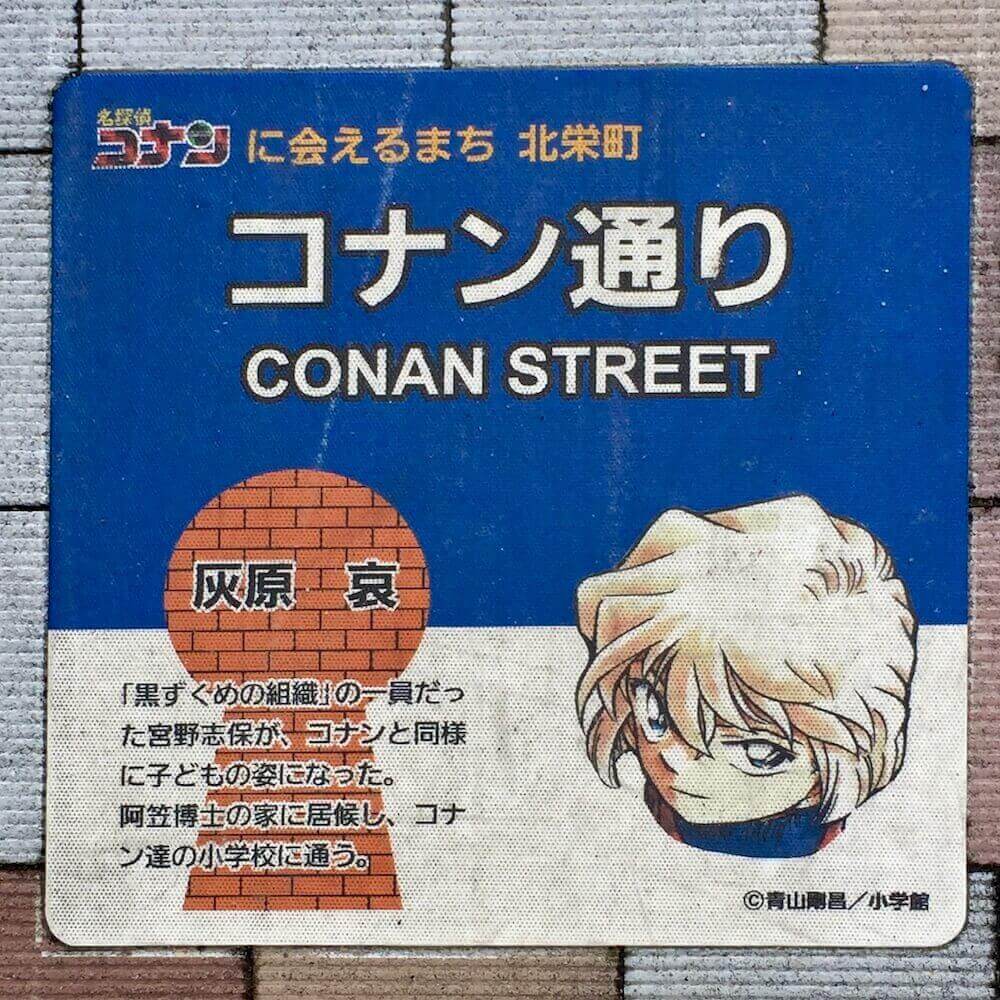 名探偵
コナン に会えるまち 北栄町
コナン通り
CONAN STREET
灰原 哀
「黒ずくめの組織」の一員だっ
た宮野志保が、コナンと同様
に子どもの姿になった。
阿笠博士の家に居候し、コナ
ン達の小学校に通う。
©青山剛昌／小学館